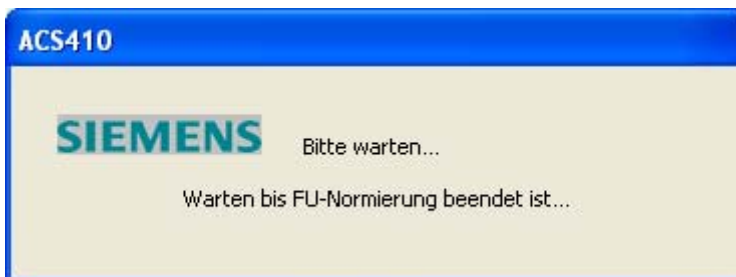 ACS410
SIEMENS Bitte warten...
Warten bis FU-Normierung beendet ist...